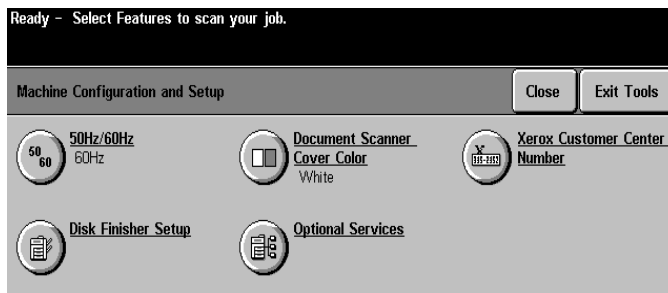 Ready - Select Features to scan your job.
Machine Configuration and Setup
Close
Exit Tools
50
60
50Hz/60Hz
60Hz
Document Scanner
Cover Color
White
X
Xerox Customer Center
Number
Disk Finisher Setup
Optional Services